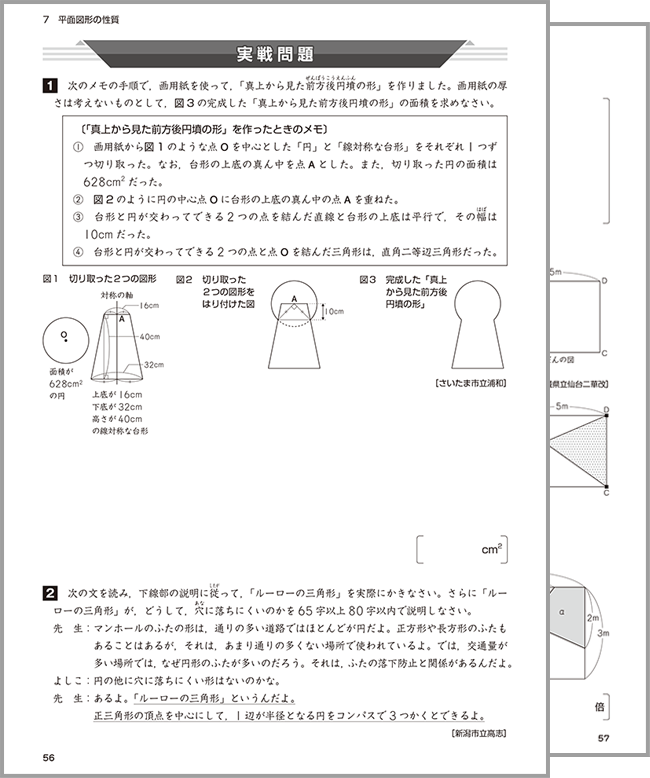 7 平面図形の性質
実戦問題
1 次のメモの手順で，画用紙を使って，「真上から見た前方後円墳の形」を作りました。画用紙の厚
ぜんぽうこうえんふん
さは考えないものとして，図3の完成した「真上から見た前方後円墳の形」の面積を求めなさい。
〔「真上から見た前方後円墳の形」を作ったときのメモ〕
① 画用紙から図1のような点Oを中心とした「円」と「線対称な台形」をそれぞれ1つず
つ切り取った。なお，台形の上底の真ん中を点Aとした。また，切り取った円の面積は
628cm²だった。
② 図2のように円の中心点Oに台形の上底の真ん中の点Aを重ねた。
③ 台形と円が交わってできる2つの点を結んだ直線と台形の上底は平行で，その幅は
はば
10cmだった。
④ 台形と円が交わってできる2つの点と点Oを結んだ三角形は，直角二等辺三角形だった。
図1 切り取った2つの図形
対称の軸
16cm
A
O
40cm
32cm
面積が
628cm²
の円
上底が16cm
下底が32cm
高さが40cm
の線対称な台形
図2 切り取った
2つの図形を
はり付けた図
A
10cm
図3 完成した「真上
から見た前方後
円墳の形」
[さいたま市立浦和]
cm²
2 次の文を読み，下線部の説明に従って，「ルーローの三角形」を実際にかきなさい。さらに「ルー
したが
ローの三角形」が，どうして，穴に落ちにくいのかを65字以上80字以内で説明しなさい。
あな
先 生：マンホールのふたの形は，通りの多い道路ではほとんどが円だよ。正方形や長方形のふたも
あることはあるが，それは，あまり通りの多くない場所で使われているよ。では，交通量が
多い場所では，なぜ円形のふたが多いのだろう。それは，ふたの落下防止と関係があるんだよ。
よしこ：円の他に穴に落ちにくい形はないのかな。
先 生：あるよ。「ルーローの三角形」というんだよ。
正三角形の頂点を中心にして，1辺が半径となる円をコンパスで3つかくとできるよ。
[新潟市立高志]
56
5m
D
C
んの図
県立仙台二華改]
5m
D
C
α
2m
3m
倍
57